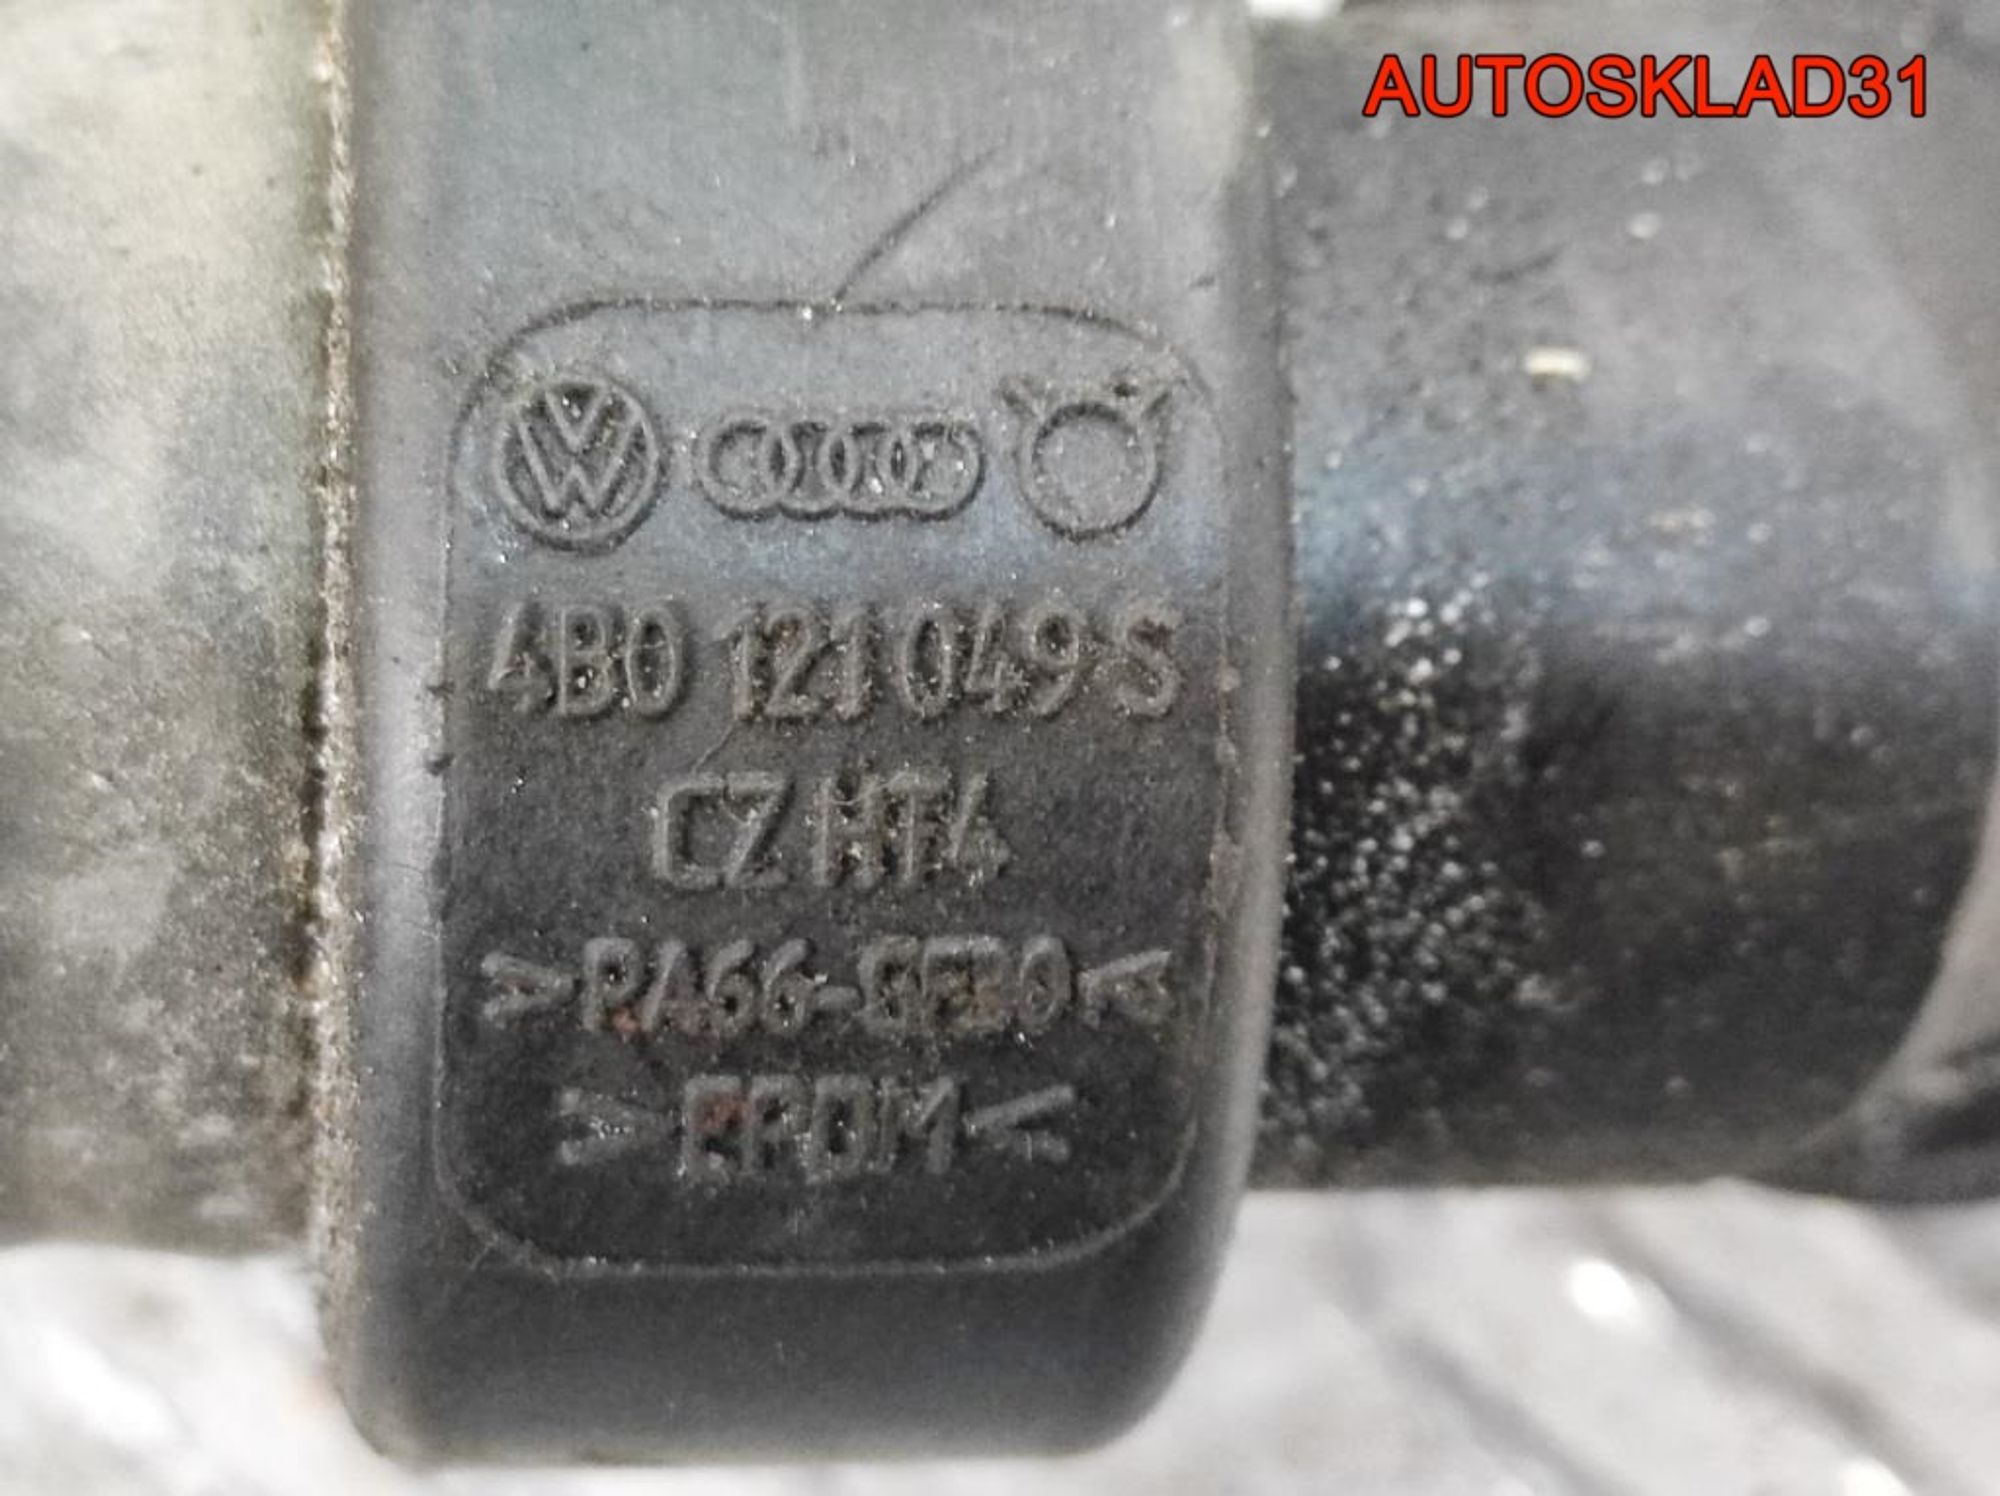 AUTOSKLAD31
4B0 121 049 S
CZ HT4
>PA66-GF30<
>EPDM<